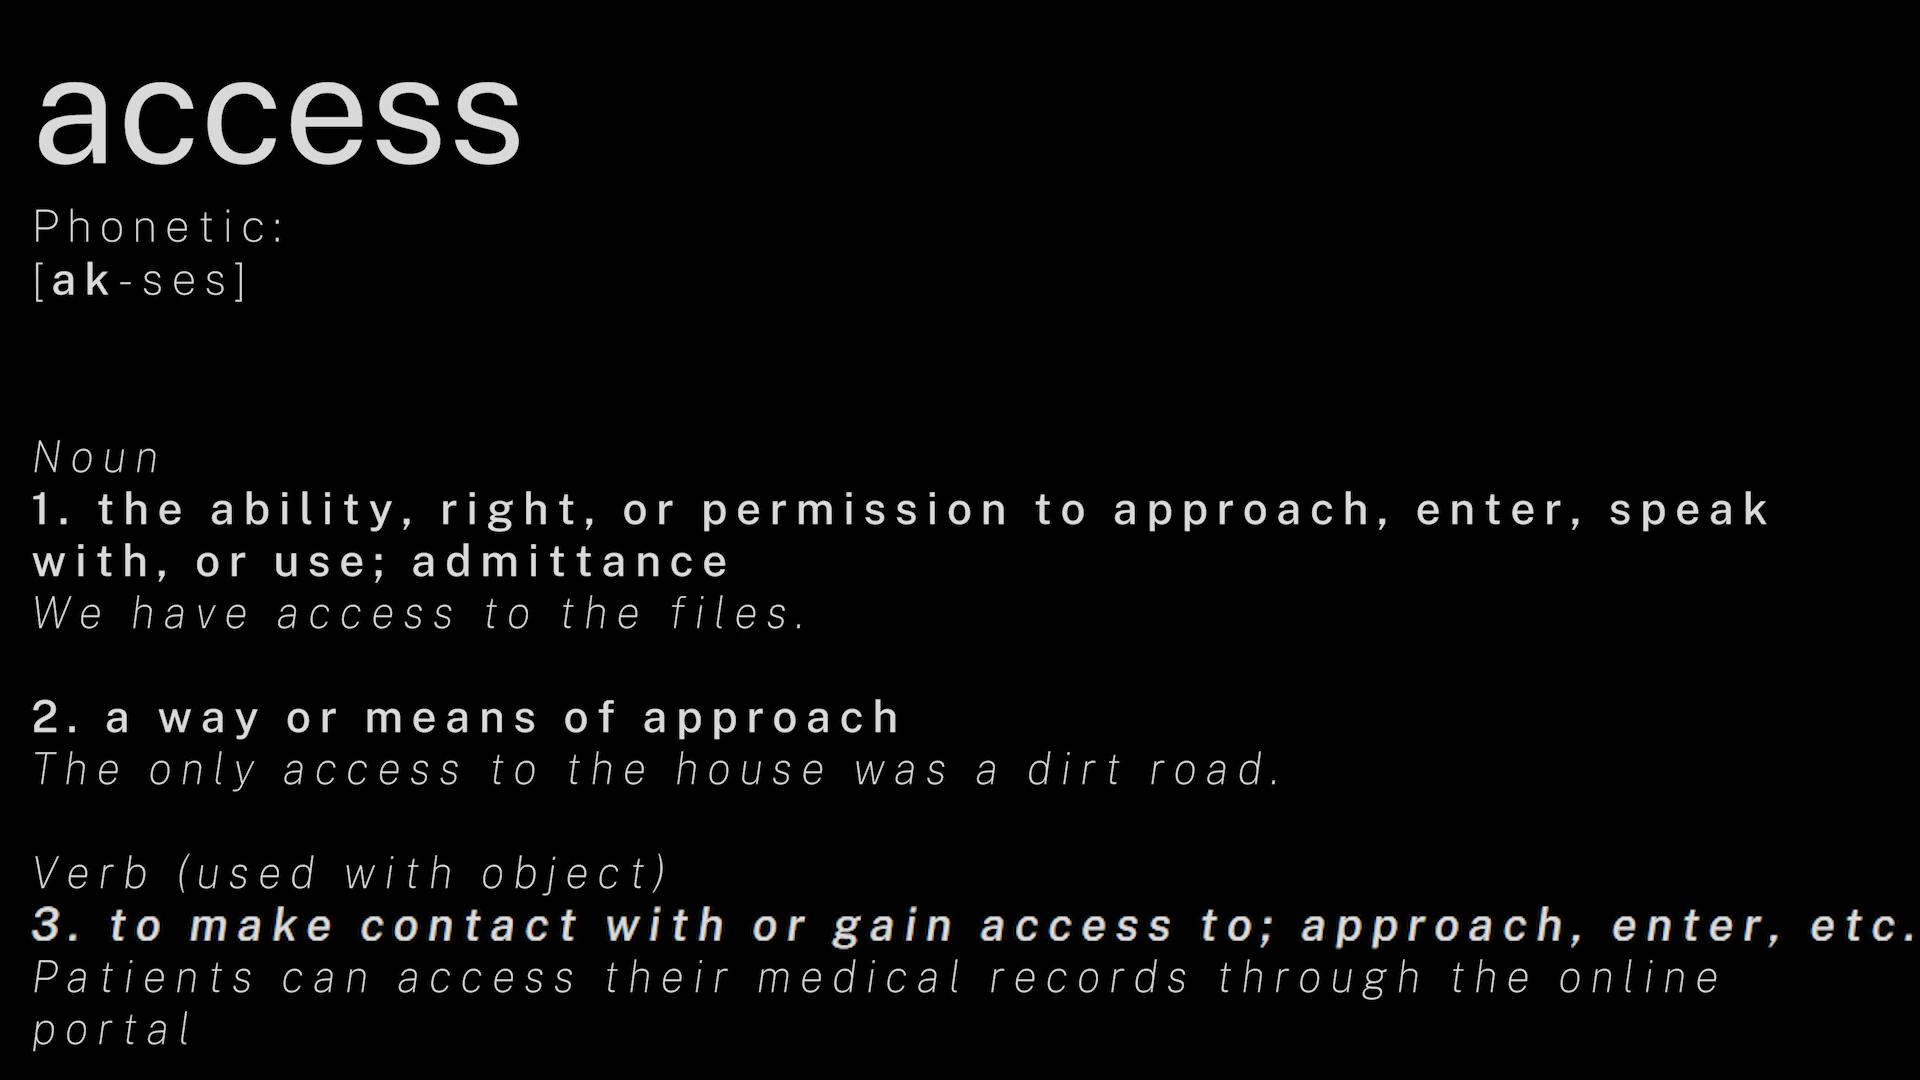 access
Phonetic:
[ak-ses]
Noun
1. the ability, right, or permission to approach, enter, speak
with, or use; admittance
We have access to the files.
2. a way or means of approach
The only access to the house was a dirt road.
Verb (used with object)
3. to make contact with or gain access to; approach, enter, etc.
Patients can access their medical records through the online
portal